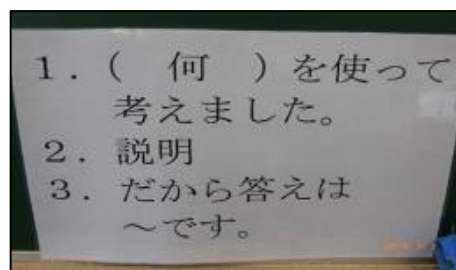 1.( 何 )を使って
考えました。
2.説明
3.だから答えは
~です。